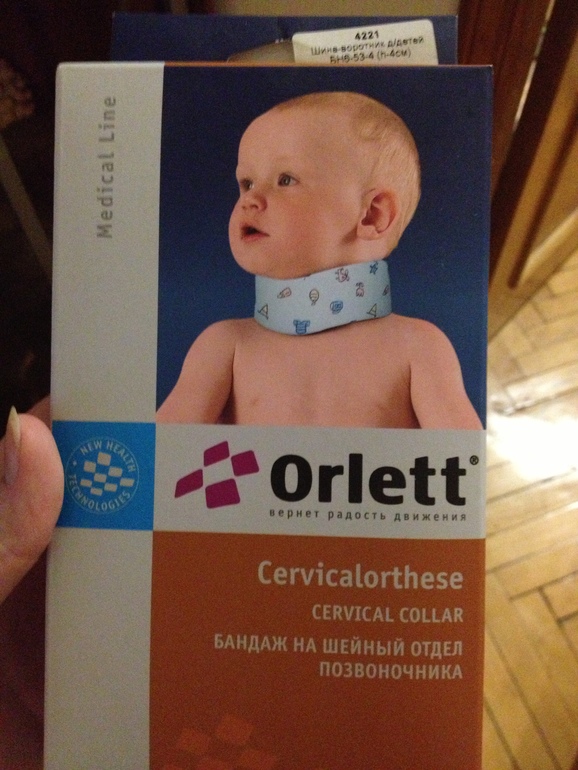 4221
Шина-воротник д/детей
БН6-53-4 (h-4см)
Medical Line
NEW HEALTH
TECHNOLOGIES
Orlett®
вернет радость движения
Cervicalorthese
CERVICAL COLLAR
БАНДАЖ НА ШЕЙНЫЙ ОТДЕЛ
ПОЗВОНОЧНИКА